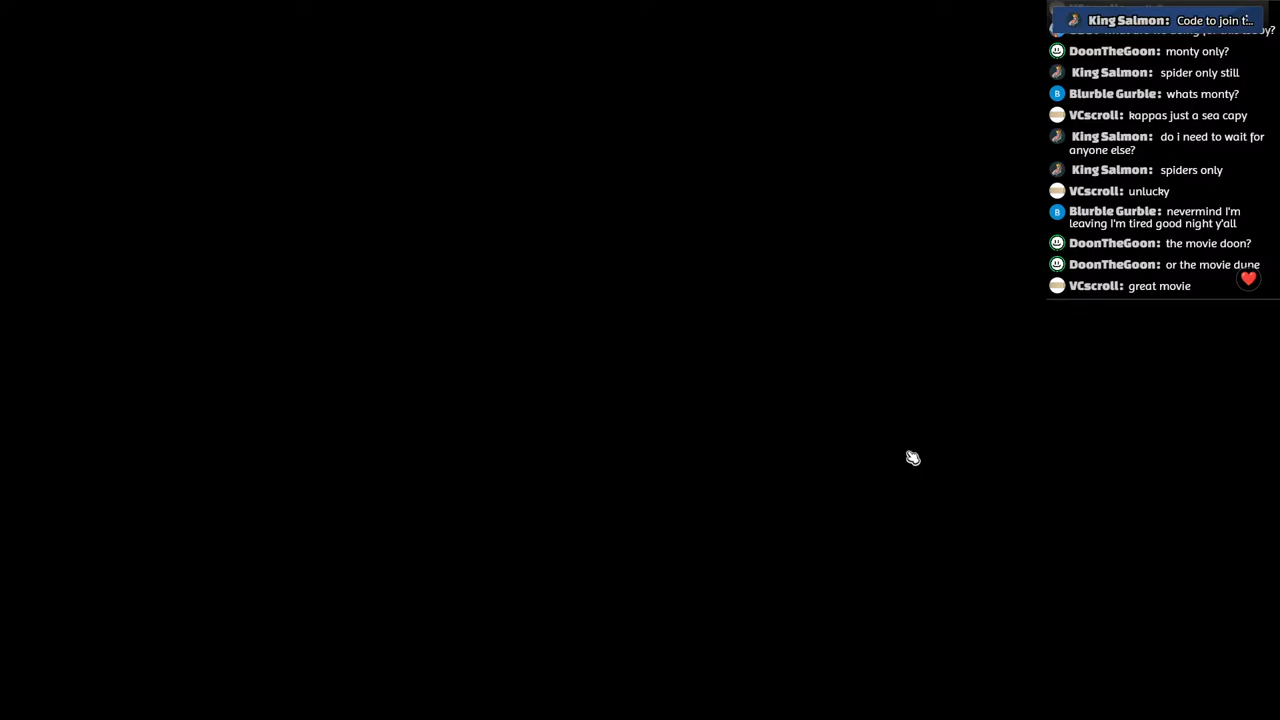 King Salmon: Code to join t...
DoonTheGoon: monty only?
King Salmon: spider only still
Blurble Gurble: whats monty?
VCscroll: kappas just a sea capy
King Salmon: do i need to wait for
anyone else?
King Salmon: spiders only
VCscroll: unlucky
Blurble Gurble: nevermind I'm
leaving I'm tired good night y'all
DoonTheGoon: the movie doon?
DoonTheGoon: or the movie dune
VCscroll: great movie